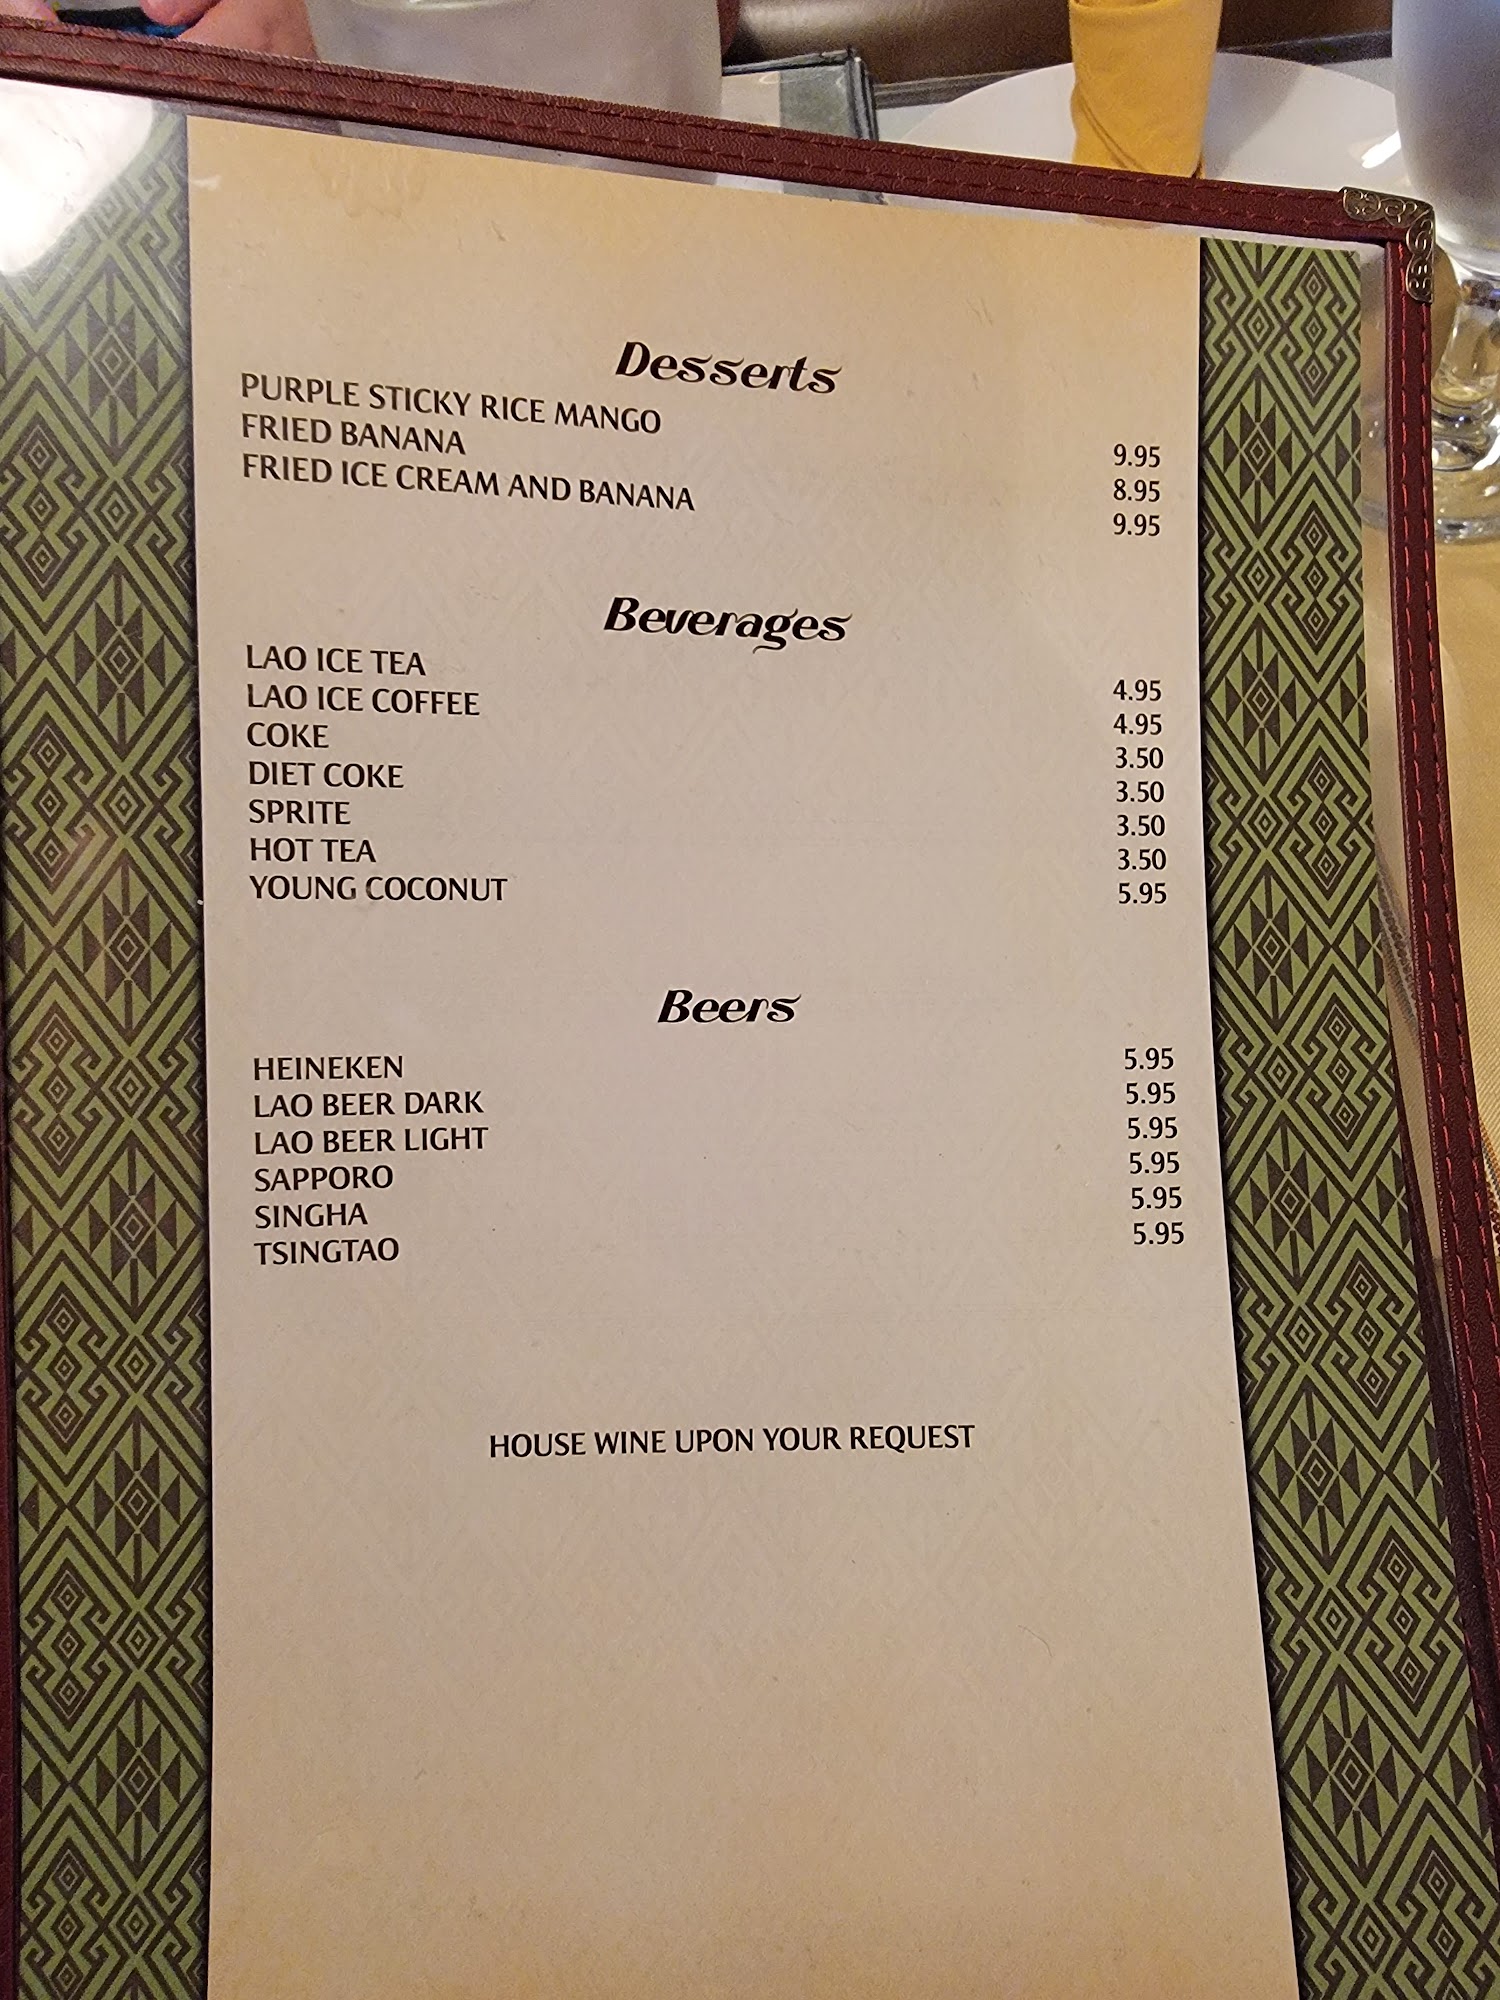 Desserts
PURPLE STICKY RICE MANGO 9.95
FRIED BANANA 8.95
FRIED ICE CREAM AND BANANA 9.95
Beverages
LAO ICE TEA 4.95
LAO ICE COFFEE 4.95
COKE 3.50
DIET COKE 3.50
SPRITE 3.50
HOT TEA 3.50
YOUNG COCONUT 5.95
Beers
HEINEKEN 5.95
LAO BEER DARK 5.95
LAO BEER LIGHT 5.95
SAPPORO 5.95
SINGHA 5.95
TSINGTAO 5.95
HOUSE WINE UPON YOUR REQUEST